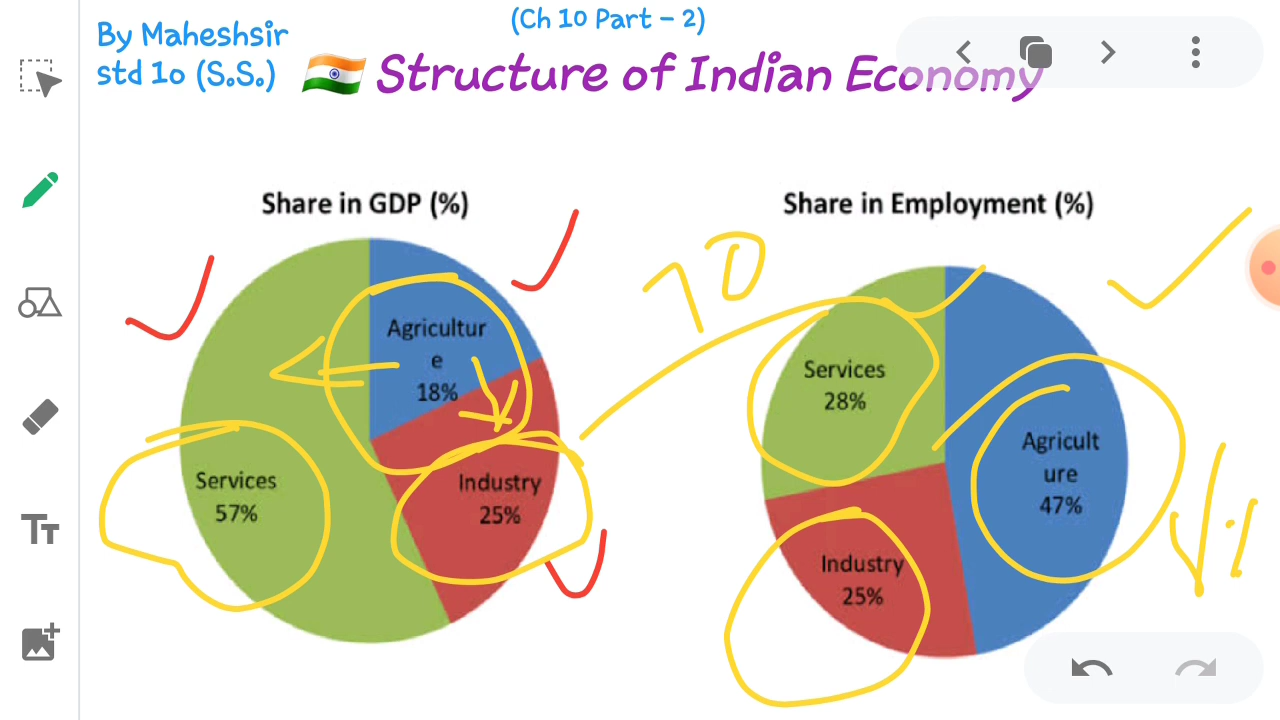 (Ch 10 Part - 2)
By Maheshsir
std 10 (S.S.)
Structure of Indian Economy
Share in GDP (%)
Agricultur
e
18%
Services
57%
Industry
25%
Share in Employment (%)
Services
28%
Agricult
ure
47%
Industry
25%
TT